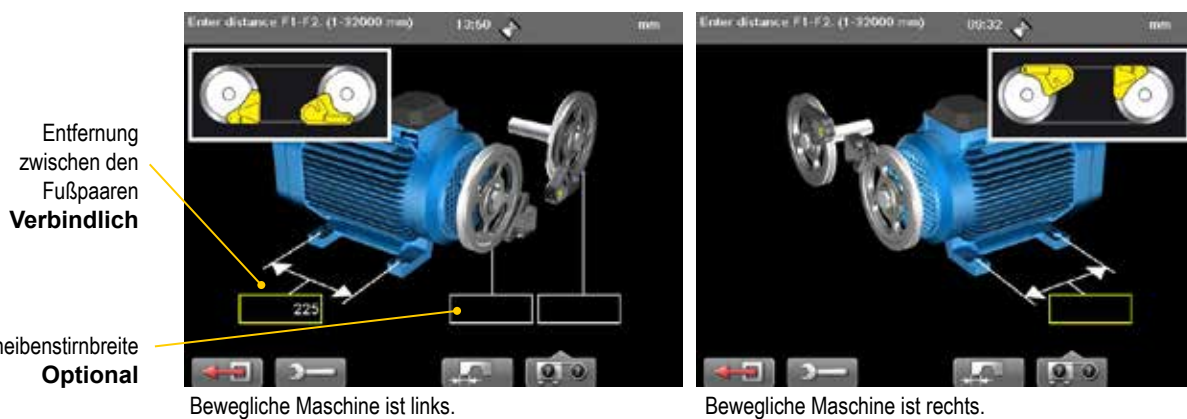 Enter distance F1-F2. (1-32000 mm) 13:50 mm
Enter distance F1-F2. (1-32000 mm) 09:32 mm
Entfernung
zwischen den
Fußpaaren
Verbindlich
225
heibenstirnbreite
Optional
Bewegliche Maschine ist links.
Bewegliche Maschine ist rechts.